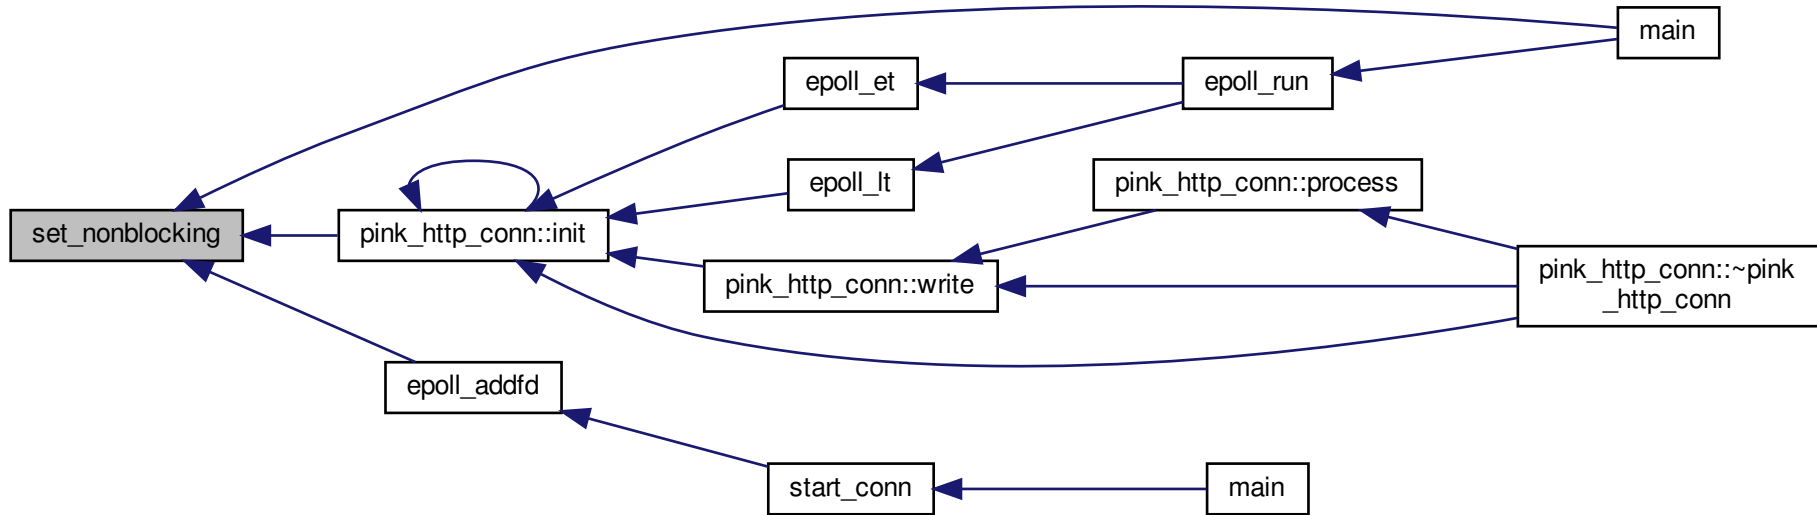 main
epoll_et
epoll_run
epoll_lt
pink_http_conn::process
set_nonblocking
pink_http_conn::init
pink_http_conn::write
pink_http_conn::~pink
_http_conn
epoll_addfd
start_conn
main